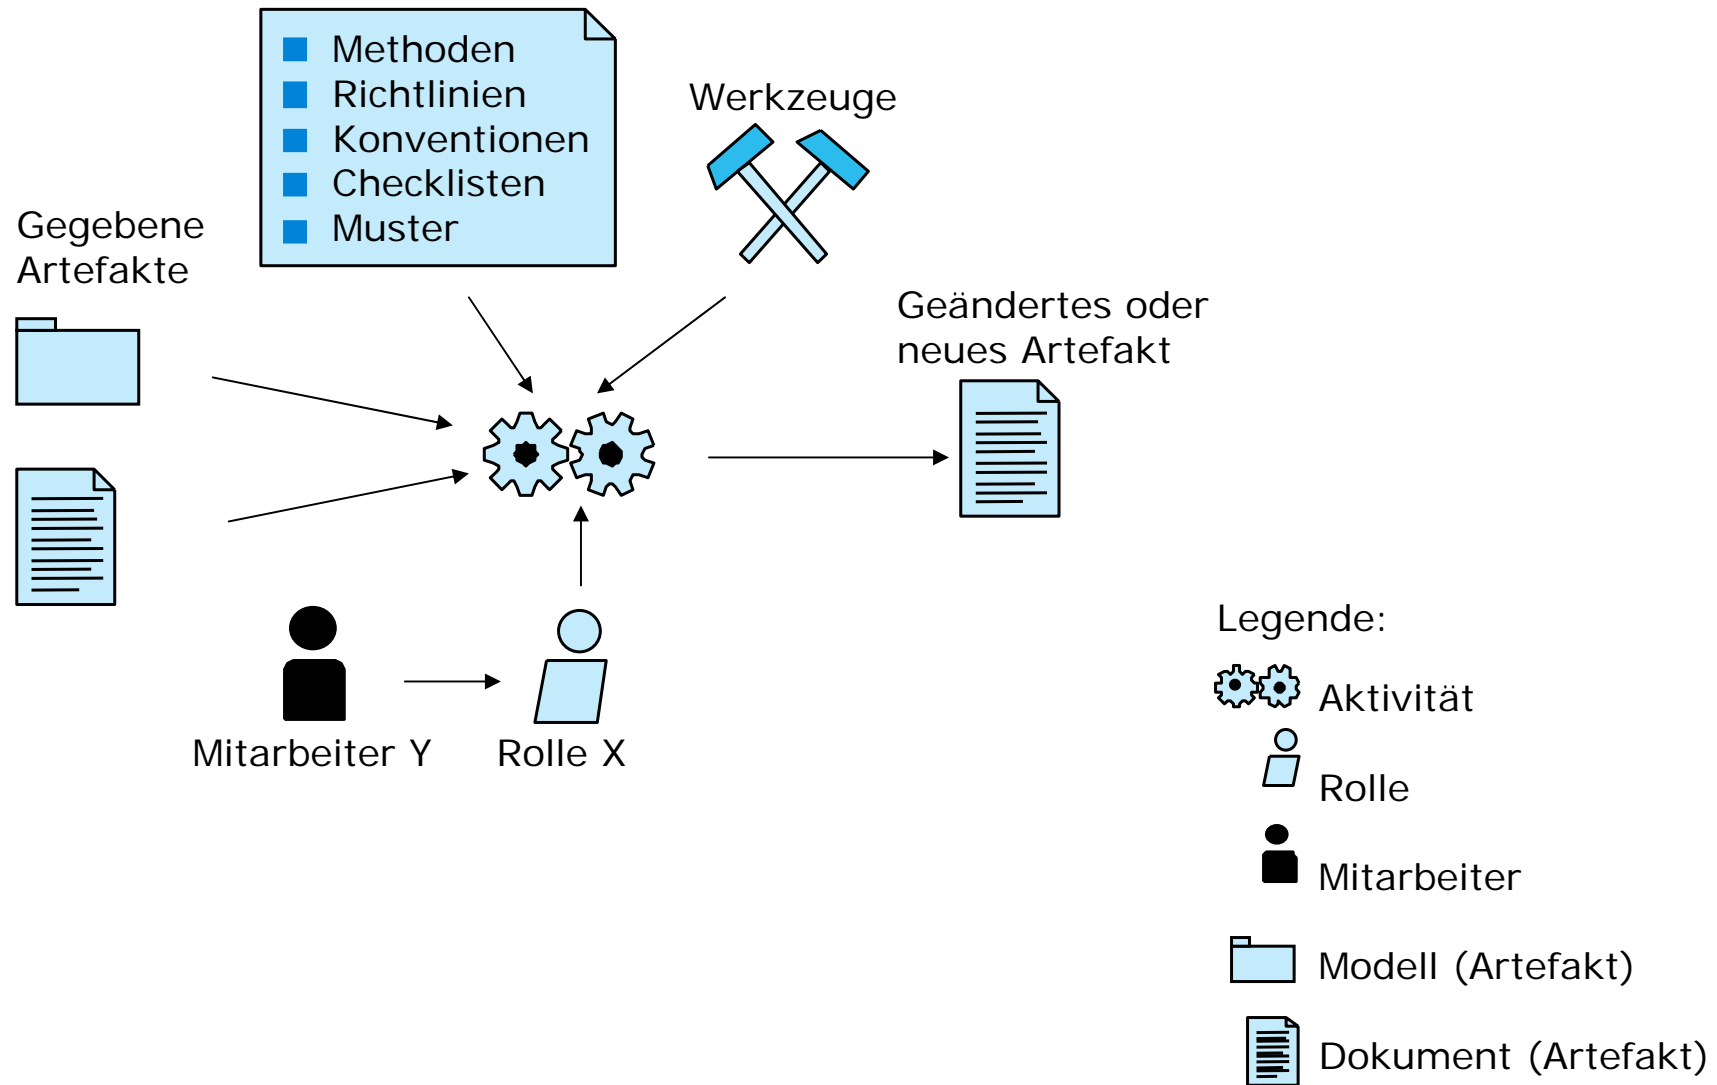 Methoden
Richtlinien
Konventionen
Checklisten
Muster
Werkzeuge
Gegebene
Artefakte
Geändertes oder
neues Artefakt
Mitarbeiter Y
Rolle X
Legende:
Aktivität
Rolle
Mitarbeiter
Modell (Artefakt)
Dokument (Artefakt)